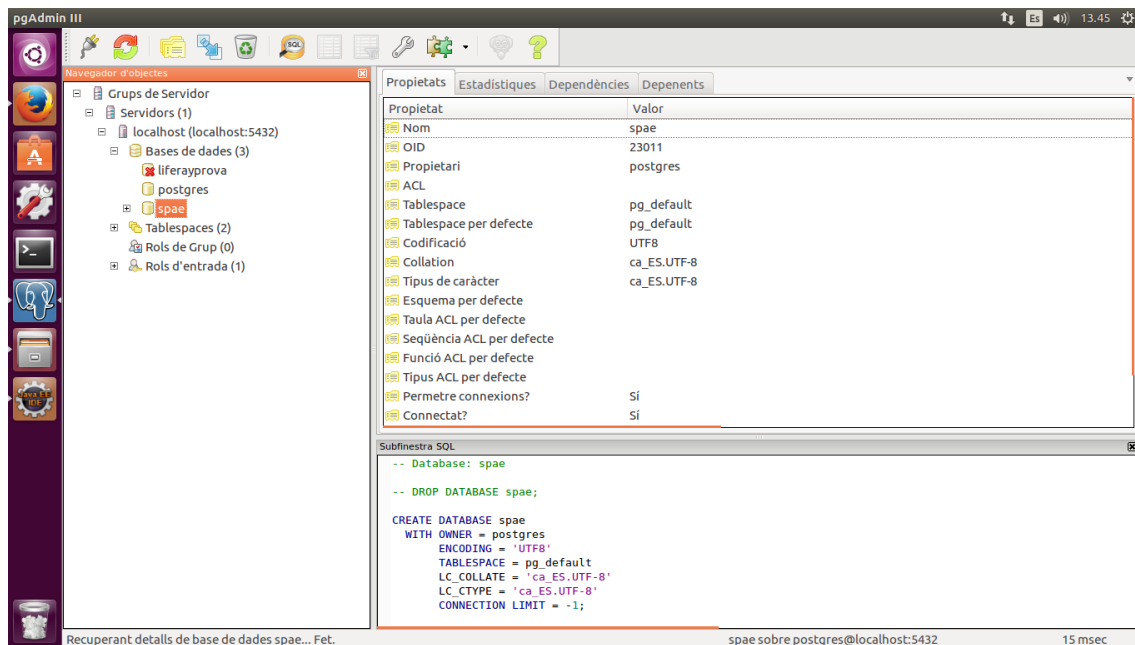 pgAdmin III
Es
13.45
SQL
Navegador d'objectes
Grups de Servidor
Servidors (1)
localhost (localhost:5432)
Bases de dades (3)
liferayprova
postgres
spae
Tablespaces (2)
Rols de Grup (0)
Rols d'entrada (1)
Java EE
IDE
Propietats Estadístiques Dependències Depenents
Propietat Valor
Nom spae
OID 23011
Propietari postgres
ACL
Tablespace pg_default
Tablespace per defecte pg_default
Codificació UTF8
Collation ca_ES.UTF-8
Tipus de caràcter ca_ES.UTF-8
Esquema per defecte
Taula ACL per defecte
Seqüència ACL per defecte
Funció ACL per defecte
Tipus ACL per defecte
Permetre connexions? Sí
Connectat? Sí
Subfinestra SQL
-- Database: spae
-- DROP DATABASE spae;
CREATE DATABASE spae
WITH OWNER = postgres
ENCODING = 'UTF8'
TABLESPACE = pg_default
LC_COLLATE = 'ca_ES.UTF-8'
LC_CTYPE = 'ca_ES.UTF-8'
CONNECTION LIMIT = -1;
Recuperant detalls de base de dades spae... Fet. spae sobre postgres@localhost:5432 15 msec